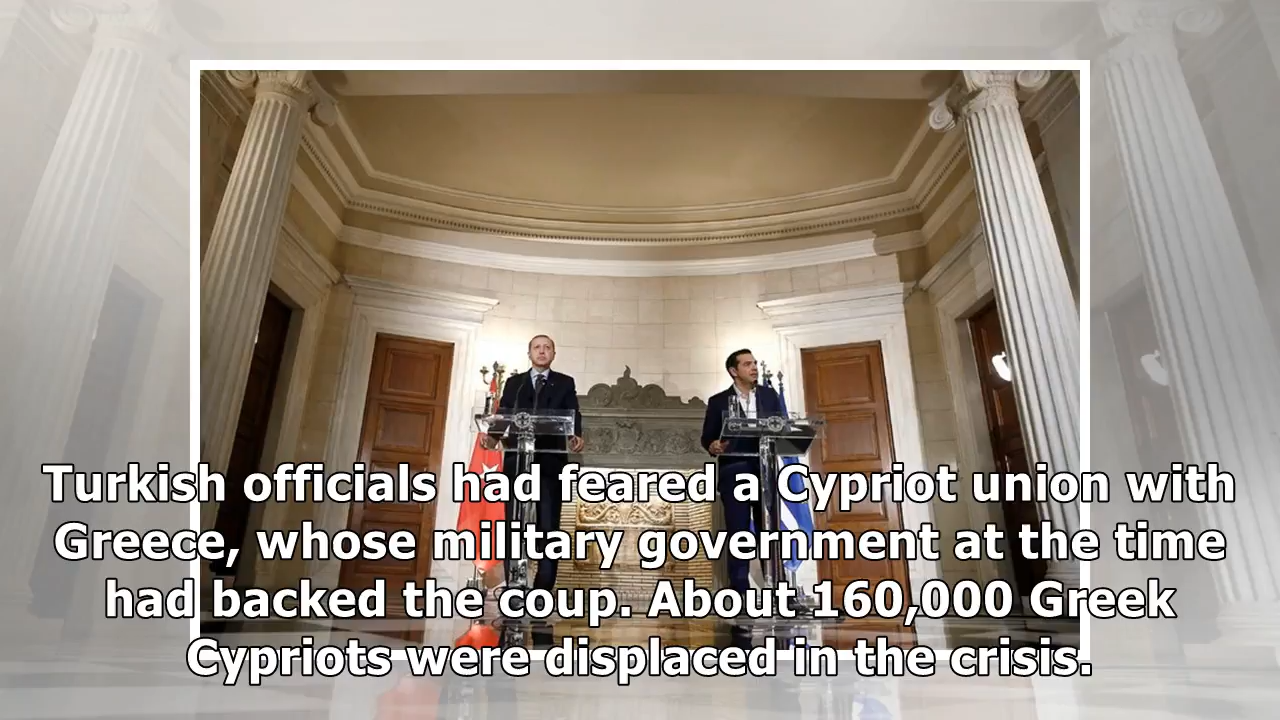 Turkish officials had feared a Cypriot union with
Greece, whose military government at the time
had backed the coup. About 160,000 Greek
Cypriots were displaced in the crisis.